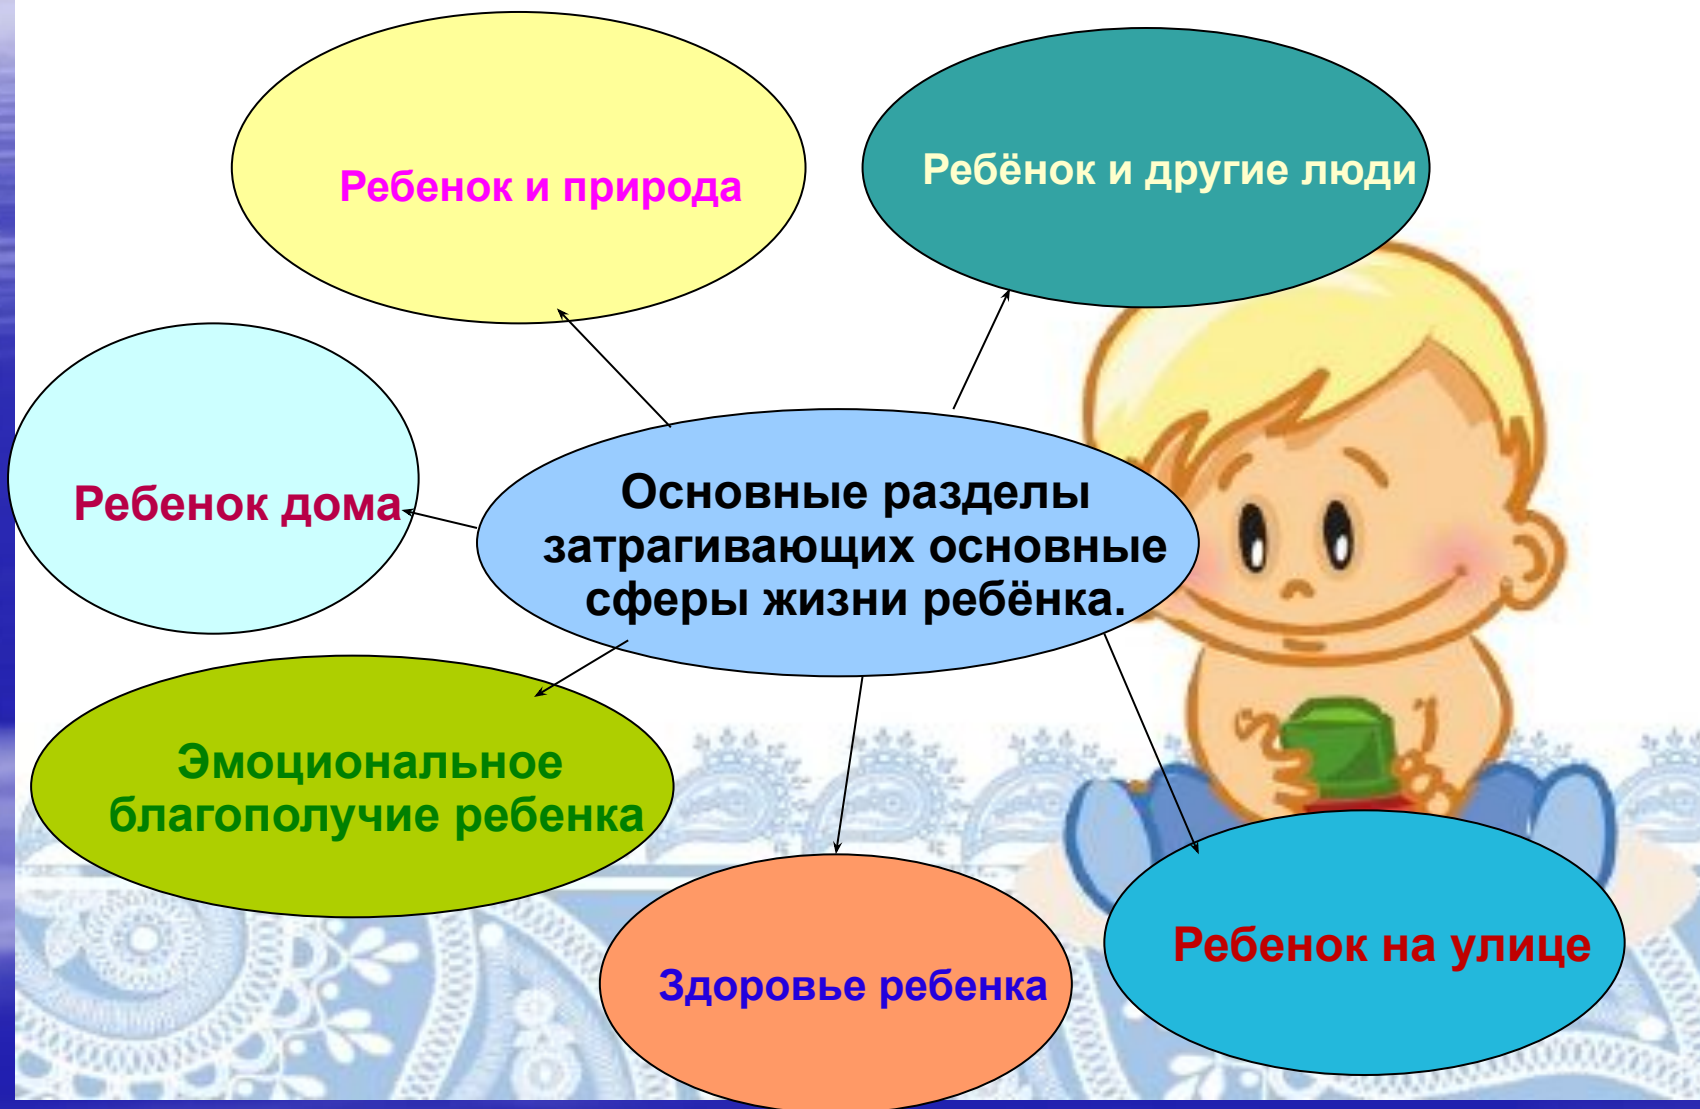 Ребенок и природа
Ребёнок и другие люди
Ребенок дома
Основные разделы
затрагивающих основные
сферы жизни ребёнка.
Эмоциональное
благополучие ребенка
Здоровье ребенка
Ребенок на улице